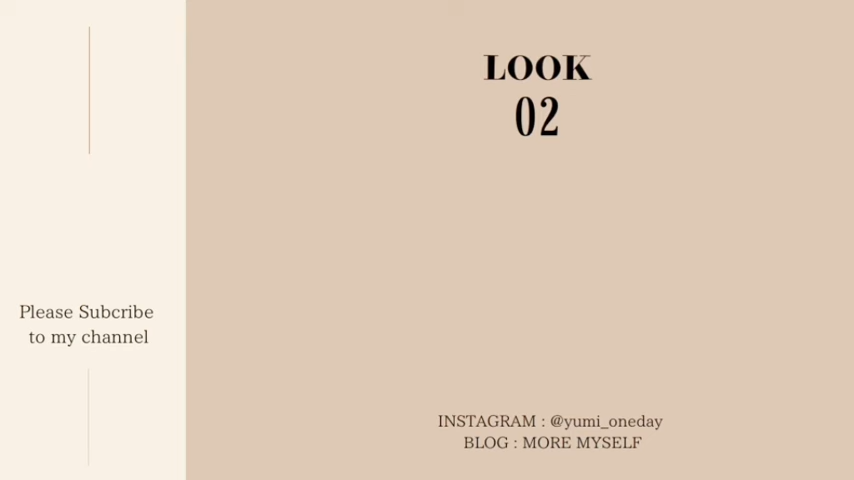 LOOK
02
Please Subcribe
to my channel
INSTAGRAM : @yumi_oneday
BLOG : MORE MYSELF